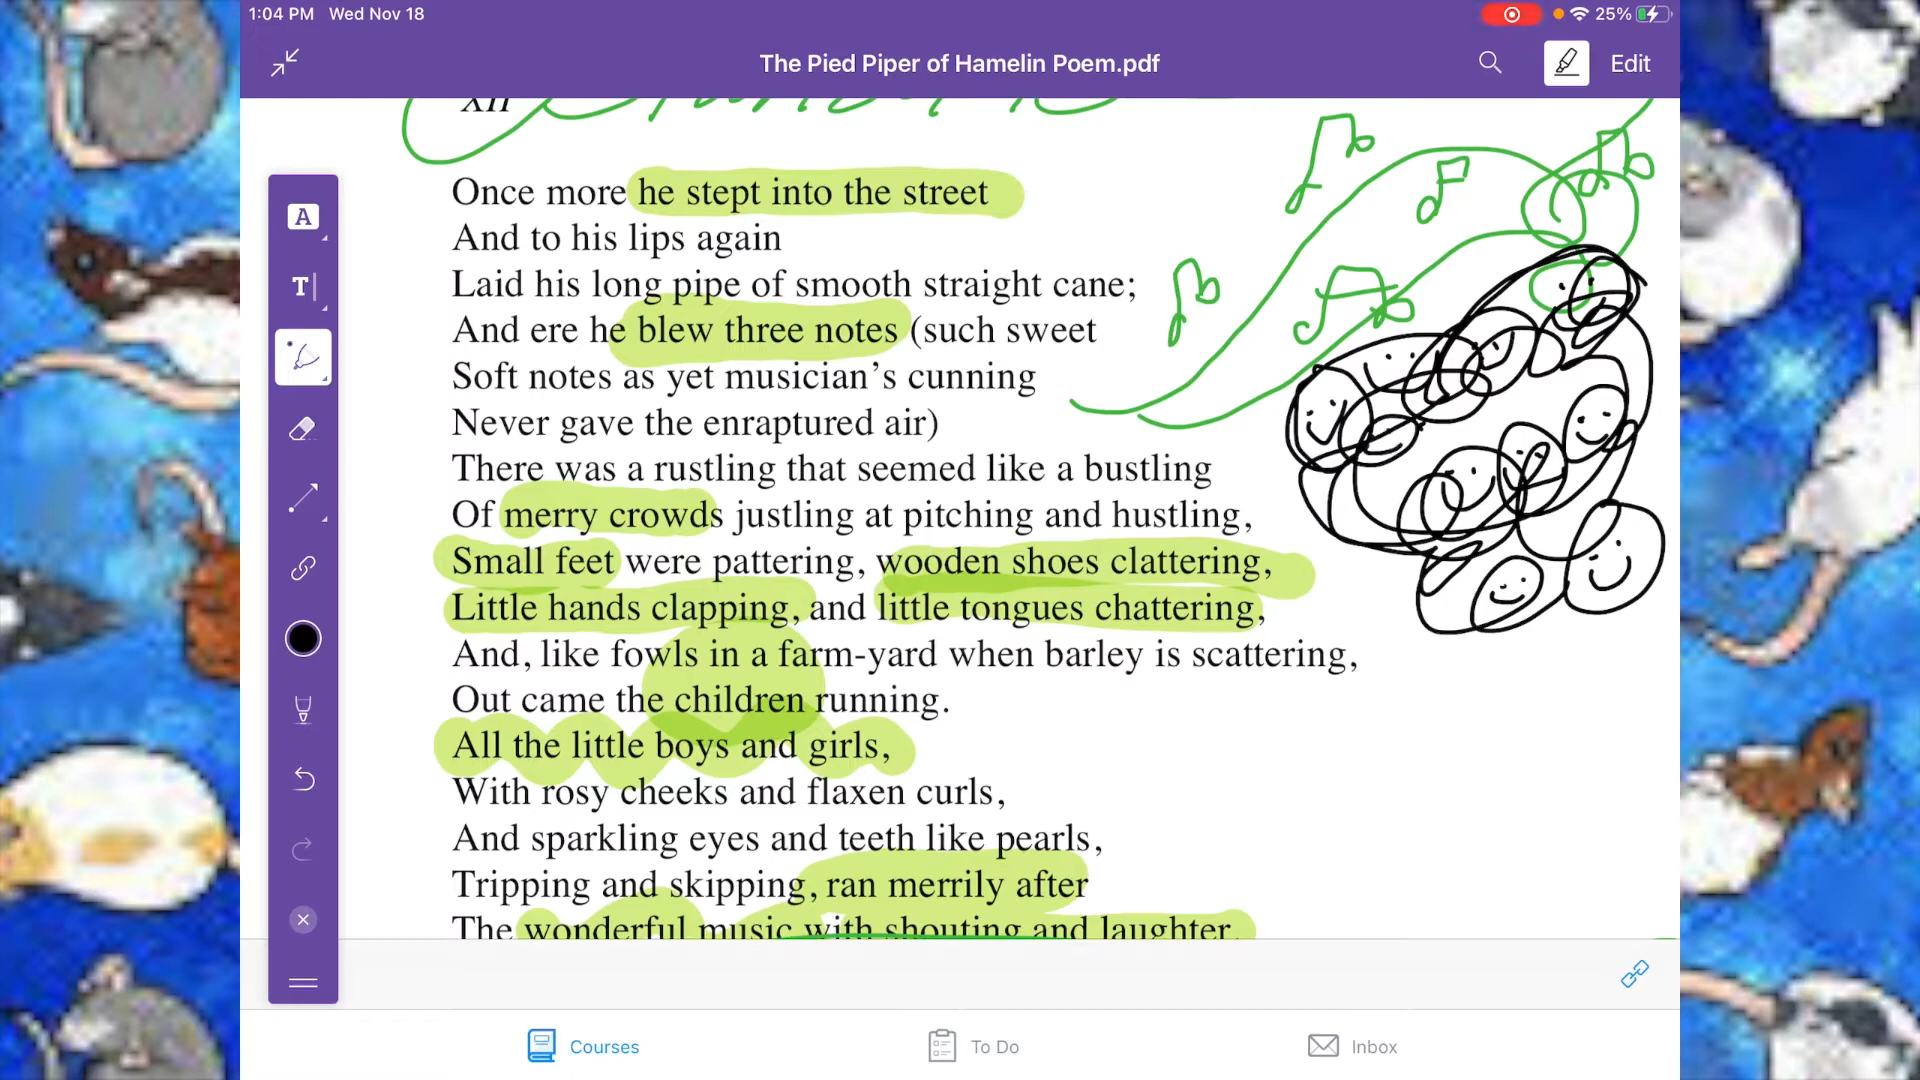 1:04 PM Wed Nov 18
25%
The Pied Piper of Hamelin Poem.pdf
Edit
XII
A
T
Once more he stept into the street
And to his lips again
Laid his long pipe of smooth straight cane;
And ere he blew three notes (such sweet
Soft notes as yet musician’s cunning
Never gave the enraptured air)
There was a rustling that seemed like a bustling
Of merry crowds justling at pitching and hustling,
Small feet were pattering, wooden shoes clattering,
Little hands clapping, and little tongues chattering,
And, like fowls in a farm-yard when barley is scattering,
Out came the children running.
All the little boys and girls,
With rosy cheeks and flaxen curls,
And sparkling eyes and teeth like pearls,
Tripping and skipping, ran merrily after
The wonderful music with shouting and laughter.
Courses
To Do
Inbox